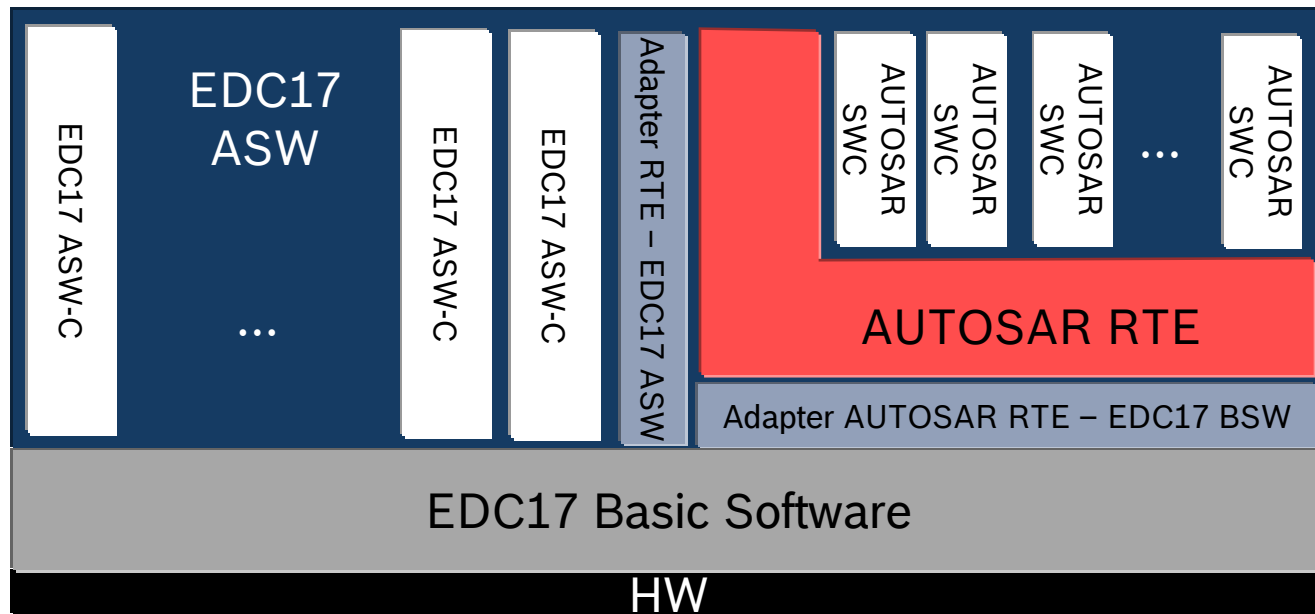 EDC17
ASW
EDC17 ASW-C
...
EDC17 ASW-C
EDC17 ASW-C
Adapter RTE – EDC17 ASW
AUTOSAR
SWC
AUTOSAR
SWC
AUTOSAR
SWC
...
AUTOSAR
SWC
AUTOSAR RTE
Adapter AUTOSAR RTE – EDC17 BSW
EDC17 Basic Software
HW